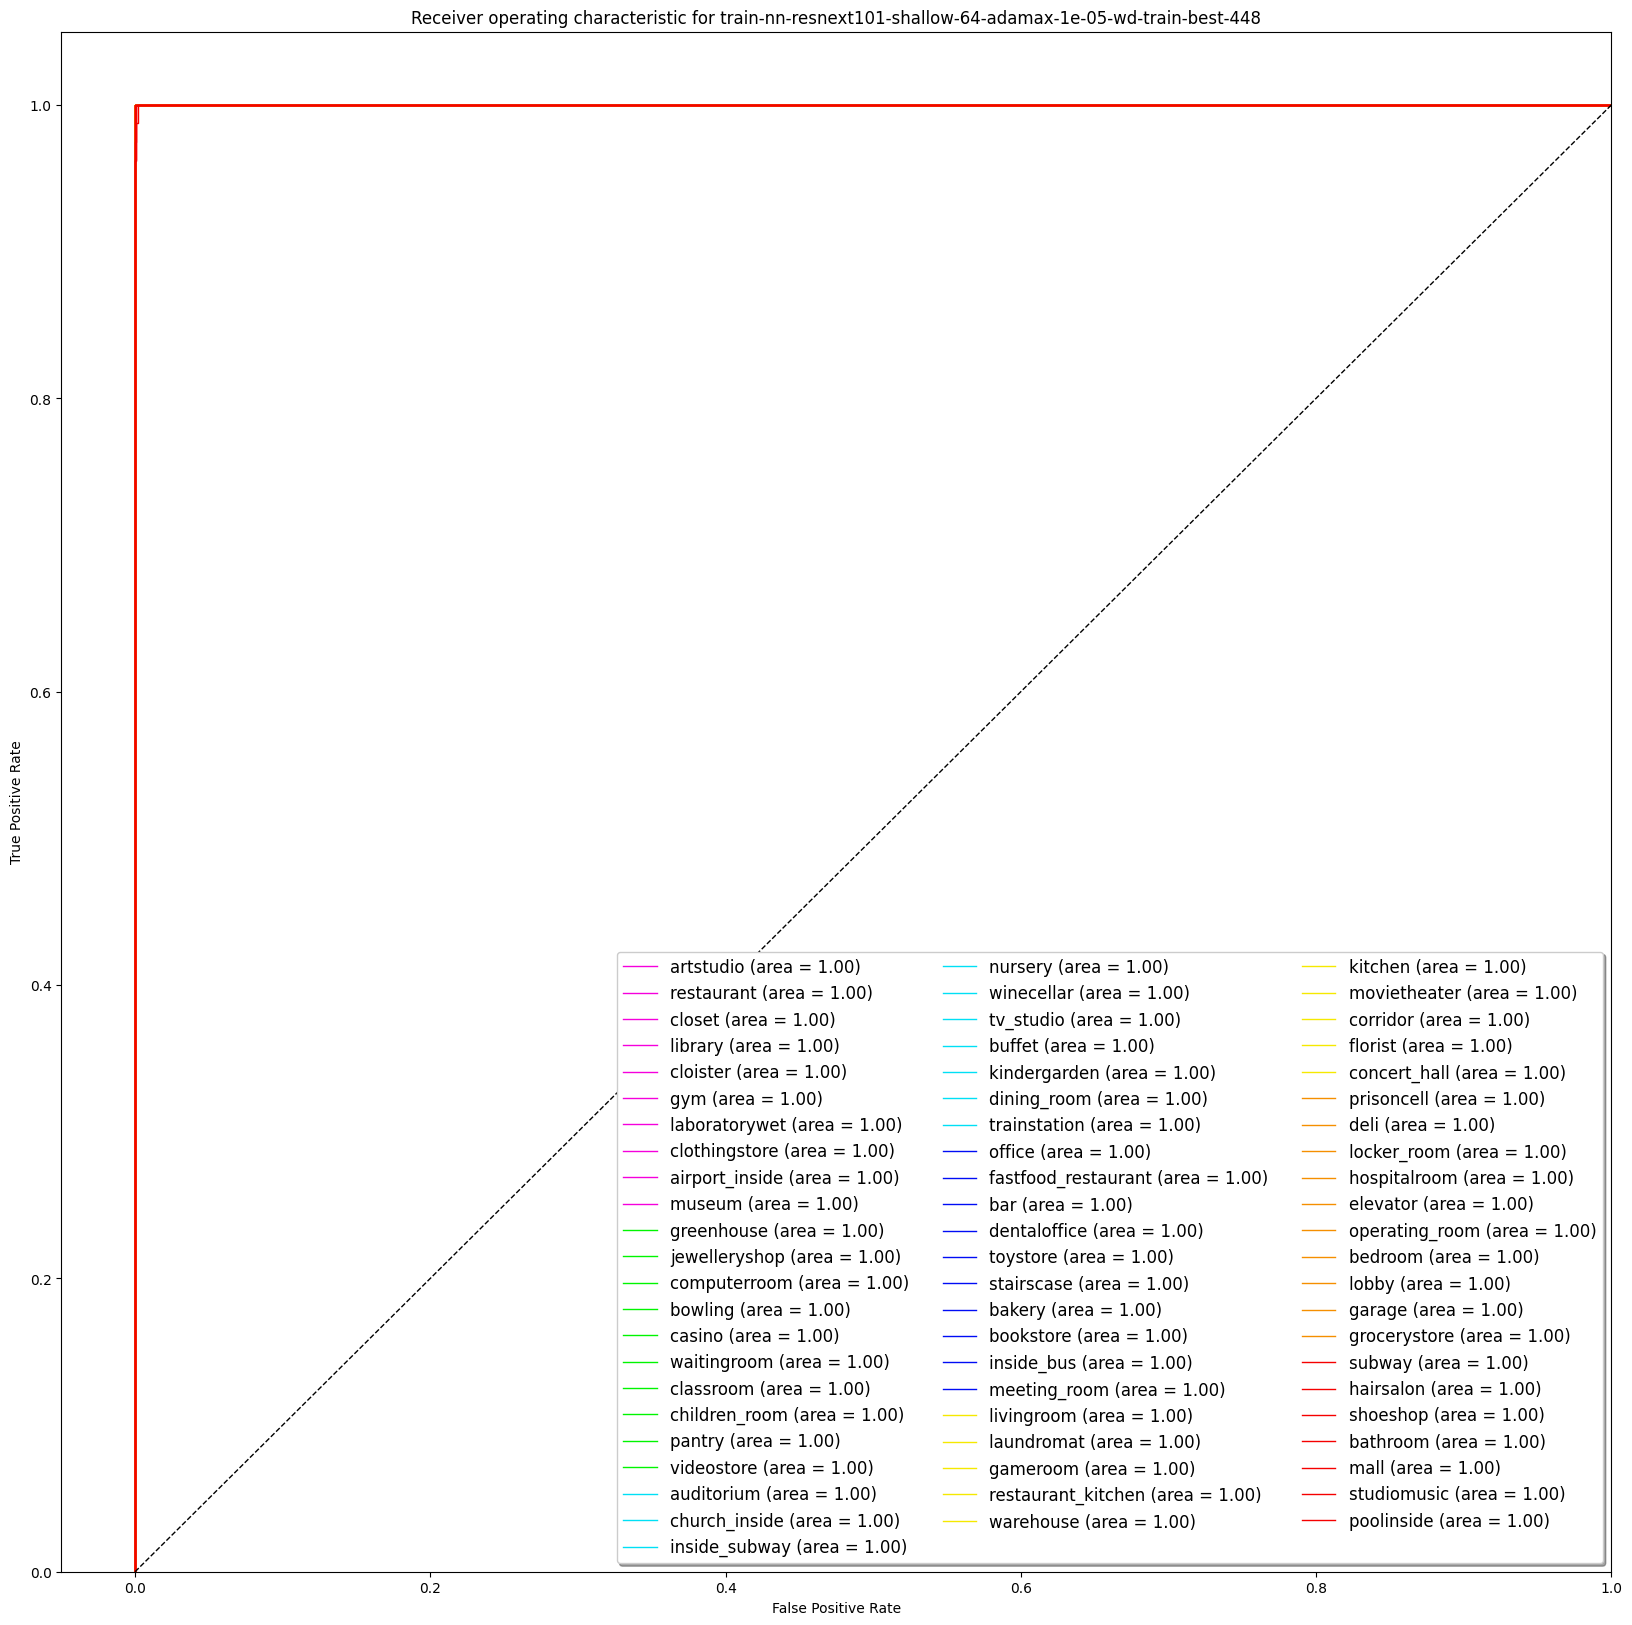 Receiver operating characteristic for train-nn-resnext101-shallow-64-adamax-1e-05-wd-train-best-448
1.0
0.8
0.6
0.4
0.2
0.0
True Positive Rate
artstudio (area = 1.00)
restaurant (area = 1.00)
closet (area = 1.00)
library (area = 1.00)
cloister (area = 1.00)
gym (area = 1.00)
laboratorywet (area = 1.00)
clothingstore (area = 1.00)
airport_inside (area = 1.00)
museum (area = 1.00)
greenhouse (area = 1.00)
jewelleryshop (area = 1.00)
computerroom (area = 1.00)
bowling (area = 1.00)
casino (area = 1.00)
waitingroom (area = 1.00)
classroom (area = 1.00)
children_room (area = 1.00)
pantry (area = 1.00)
videostore (area = 1.00)
auditorium (area = 1.00)
church_inside (area = 1.00)
inside_subway (area = 1.00)
nursery (area = 1.00)
winecellar (area = 1.00)
tv_studio (area = 1.00)
buffet (area = 1.00)
kindergarden (area = 1.00)
dining_room (area = 1.00)
trainstation (area = 1.00)
office (area = 1.00)
fastfood_restaurant (area = 1.00)
bar (area = 1.00)
dentaloffice (area = 1.00)
toystore (area = 1.00)
stairscase (area = 1.00)
bakery (area = 1.00)
bookstore (area = 1.00)
inside_bus (area = 1.00)
meeting_room (area = 1.00)
livingroom (area = 1.00)
laundromat (area = 1.00)
gameroom (area = 1.00)
restaurant_kitchen (area = 1.00)
warehouse (area = 1.00)
kitchen (area = 1.00)
movietheater (area = 1.00)
corridor (area = 1.00)
florist (area = 1.00)
concert_hall (area = 1.00)
prisoncell (area = 1.00)
deli (area = 1.00)
locker_room (area = 1.00)
hospitalroom (area = 1.00)
elevator (area = 1.00)
operating_room (area = 1.00)
bedroom (area = 1.00)
lobby (area = 1.00)
garage (area = 1.00)
grocerystore (area = 1.00)
subway (area = 1.00)
hairsalon (area = 1.00)
shoeshop (area = 1.00)
bathroom (area = 1.00)
mall (area = 1.00)
studiomusic (area = 1.00)
poolinside (area = 1.00)
0.0 0.2 0.4 0.6 0.8 1.0
False Positive Rate